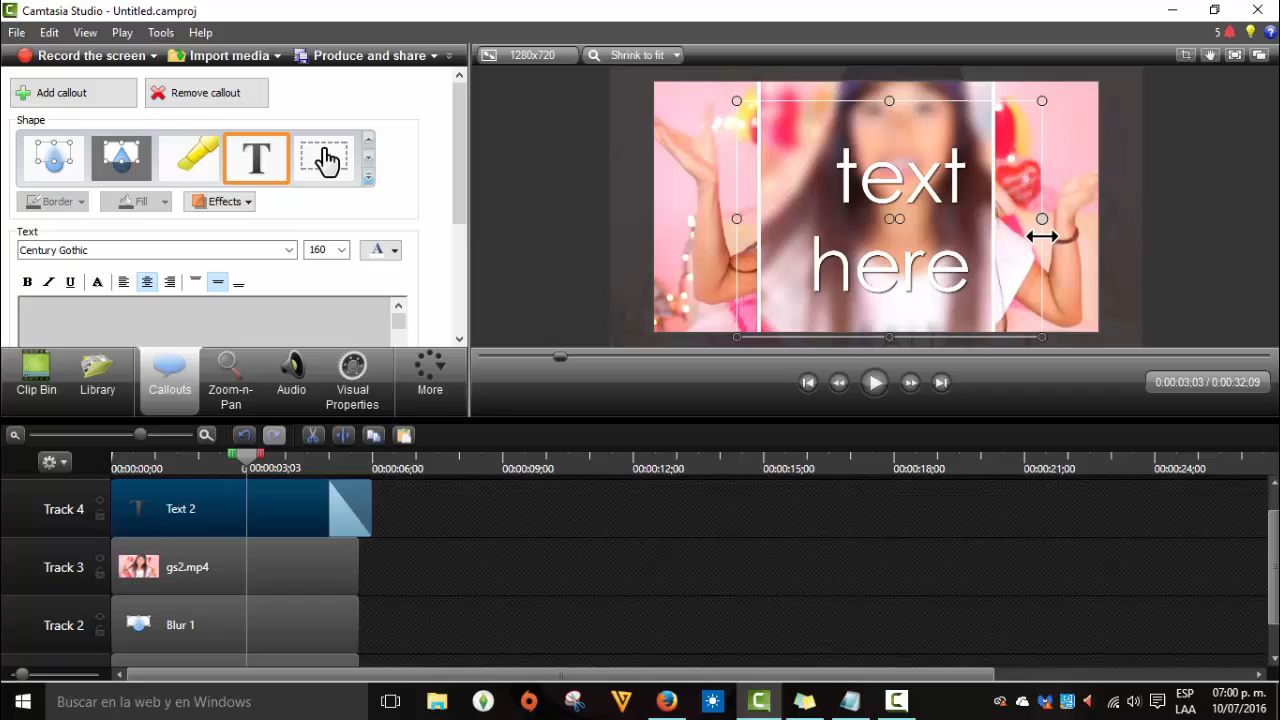 Camtasia Studio - Untitled.camproj
File Edit View Play Tools Help
5
Record the screen Import media Produce and share
1280x720 Shrink to fit
Add callout Remove callout
Shape
T
Border Fill Effects
Text
Century Gothic 160 A
B I U A
text
here
Clip Bin Library Callouts Zoom-n-Pan Audio Visual Properties More
0:00:03;03 / 0:00:32;09
00:00:00;00 00:00:03;03 00:00:06;00 00:00:09;00 00:00:12;00 00:00:15;00 00:00:18;00 00:00:21;00 00:00:24;00
Track 4 T Text 2
Track 3 gs2.mp4
Track 2 Blur 1
Buscar en la web y en Windows
ESP 07:00 p. m.
LAA 10/07/2016